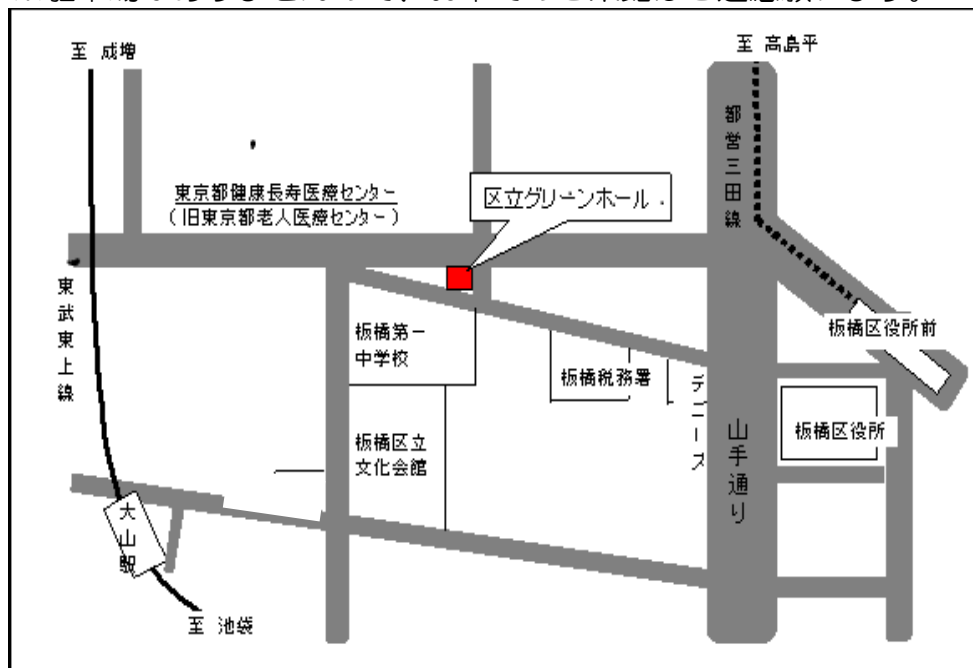 至 成増
至 高島平
都営三田線
東京都健康長寿医療センター
(旧東京都老人医療センター)
区立グリーンホール
東武東上線
板橋区役所前
板橋第一
中学校
板橋税務署
デニーズ
板橋区役所
山手通り
板橋区立
文化会館
大山駅
至 池袋